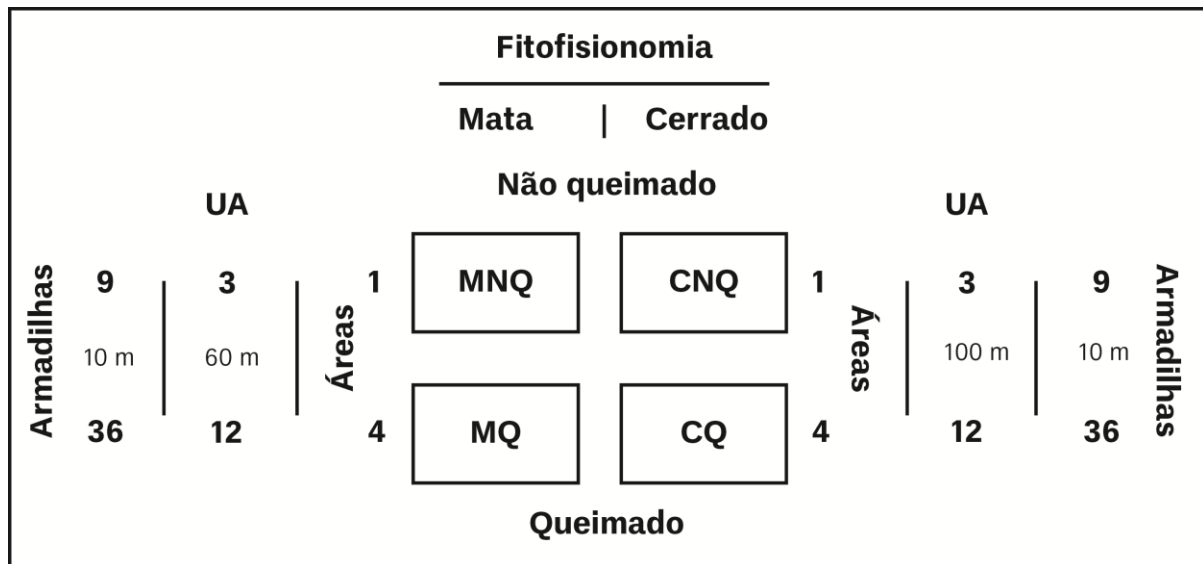 Fitofisionomia
Mata | Cerrado
Não queimado
UA UA
Armadilhas 9 3 Áreas 1 MNQ CNQ 1 Áreas 3 9 Armadilhas
10 m 60 m 100 m 10 m
36 12 4 MQ CQ 4 12 36
Queimado